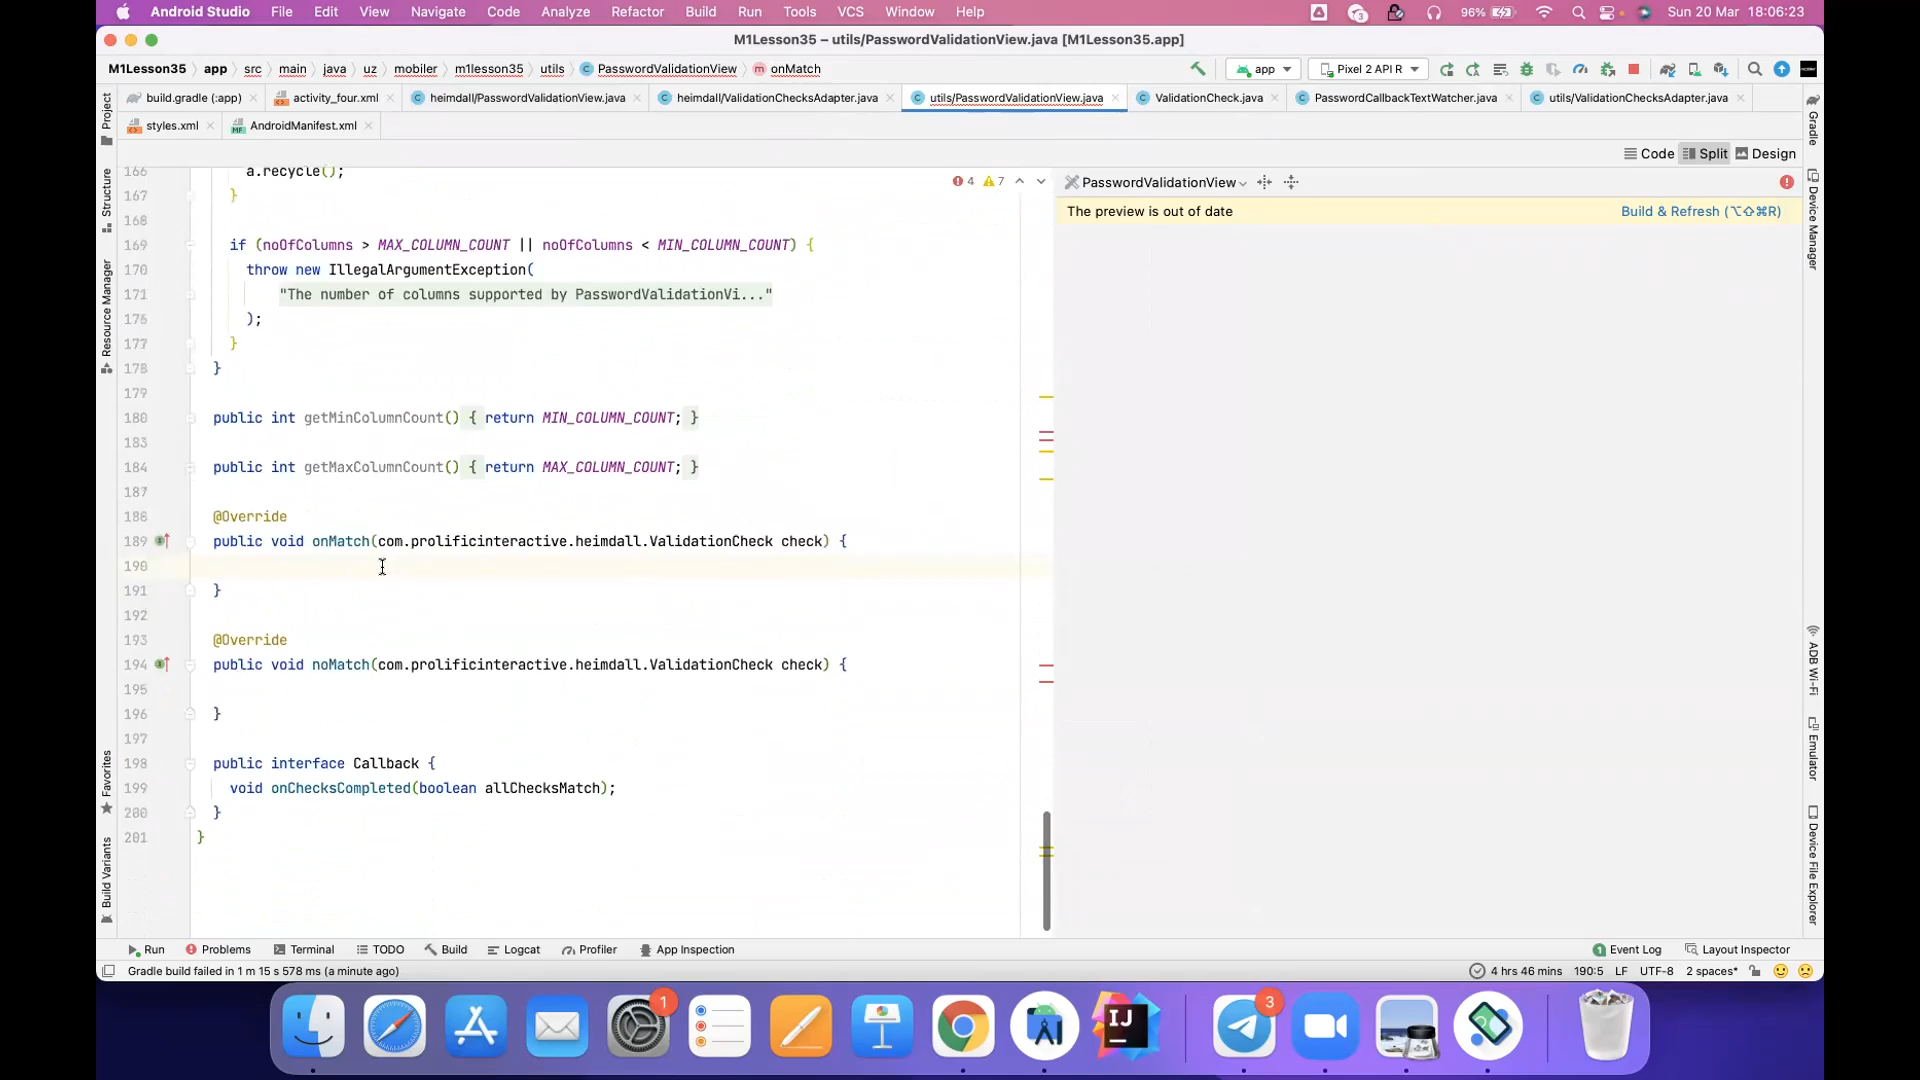 Android Studio File Edit View Navigate Code Analyze Refactor Build Run Tools VCS Window Help 3 96% Sun 20 Mar 18:06:23
M1Lesson35 – utils/PasswordValidationView.java [M1Lesson35.app]
M1Lesson35 app src main java uz mobiler m1lesson35 utils PasswordValidationView onMatch app Pixel 2 API R
build.gradle (:app) activity_four.xml heimdall/PasswordValidationView.java heimdall/ValidationChecksAdapter.java utils/PasswordValidationView.java ValidationCheck.java PasswordCallbackTextWatcher.java utils/ValidationChecksAdapter.java
styles.xml AndroidManifest.xml
Code Split Design
166 a.recycle();
4 7
PasswordValidationView
167 }
The preview is out of date Build & Refresh (⌥⇧⌘R)
168
169 if (noOfColumns > MAX_COLUMN_COUNT || noOfColumns < MIN_COLUMN_COUNT) {
170 throw new IllegalArgumentException(
171 "The number of columns supported by PasswordValidationVi..."
176 );
177 }
178 }
179
180 public int getMinColumnCount() { return MIN_COLUMN_COUNT; }
183
184 public int getMaxColumnCount() { return MAX_COLUMN_COUNT; }
187
188 @Override
189 public void onMatch(com.prolificinteractive.heimdall.ValidationCheck check) {
190
191 }
192
193 @Override
194 public void noMatch(com.prolificinteractive.heimdall.ValidationCheck check) {
195
196 }
197
198 public interface Callback {
199 void onChecksCompleted(boolean allChecksMatch);
200 }
201 }
Project
Structure
Resource Manager
Favorites
Build Variants
Gradle
Device Manager
ADB Wi-Fi
Emulator
Device File Explorer
Run Problems Terminal TODO Build Logcat Profiler App Inspection 1 Event Log Layout Inspector
Gradle build failed in 1 m 15 s 578 ms (a minute ago) 4 hrs 46 mins 190:5 LF UTF-8 2 spaces*
1
IJ
3